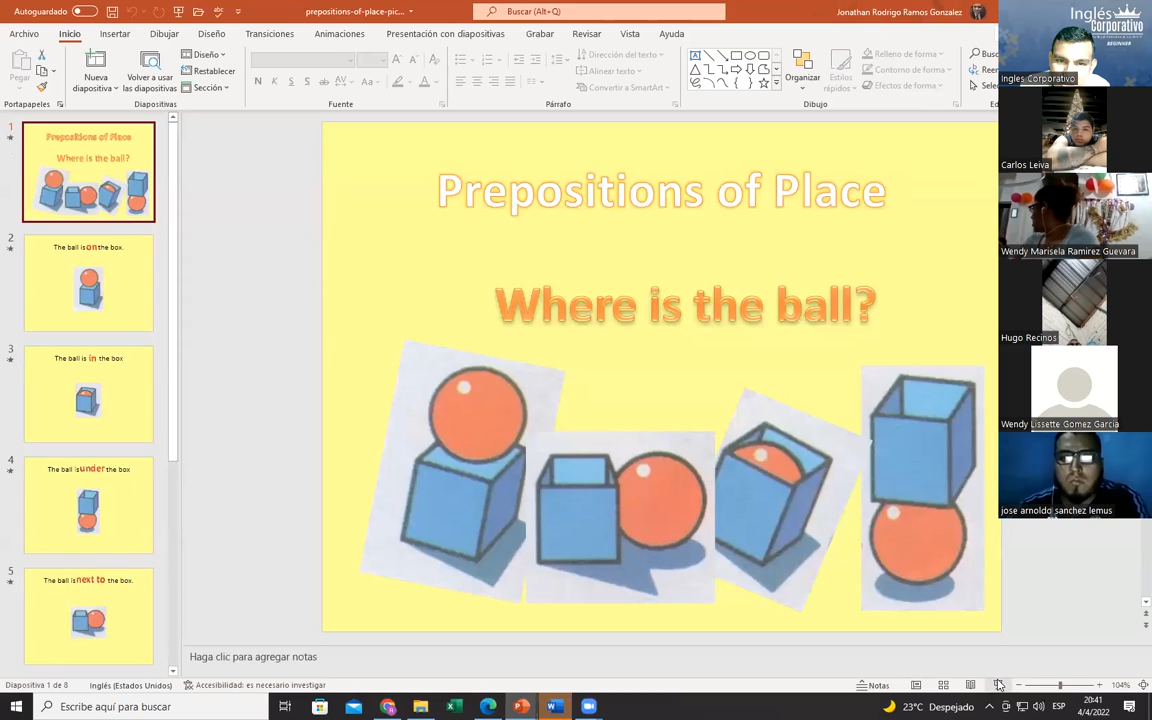 Autoguardado
prepositions-of-place-pic...
Buscar (Alt+Q)
Jonathan Rodrigo Ramos Gonzalez
Archivo Inicio Insertar Dibujar Diseño Transiciones Animaciones Presentación con diapositivas Grabar Revisar Vista Ayuda
Pegar
Nueva diapositiva
Volver a usar las diapositivas
Diseño
Restablecer
Sección
Dirección del texto
Alinear texto
Convertir a SmartArt
Organizar
Estilos rápidos
Relleno de forma
Contorno de forma
Efectos de forma
Portapapeles Diapositivas Fuente Párrafo Dibujo
1
Prepositions of Place
Where is the ball?
2
The ball is on the box.
3
The ball is in the box
4
The ball is under the box
5
The ball is next to the box.
Prepositions of Place
Where is the ball?
Inglés Corporativo
BEGINNER
Ingles Corporativo
Carlos Leiva
Wendy Marisela Ramirez Guevara
Hugo Recinos
Wendy Lissette Gomez Garcia
jose arnoldo sanchez lemus
Haga clic para agregar notas
Diapositiva 1 de 8 Inglés (Estados Unidos) Accesibilidad: es necesario investigar
Notas
104%
Escribe aquí para buscar
23°C Despejado
ESP
20:41
4/4/2022